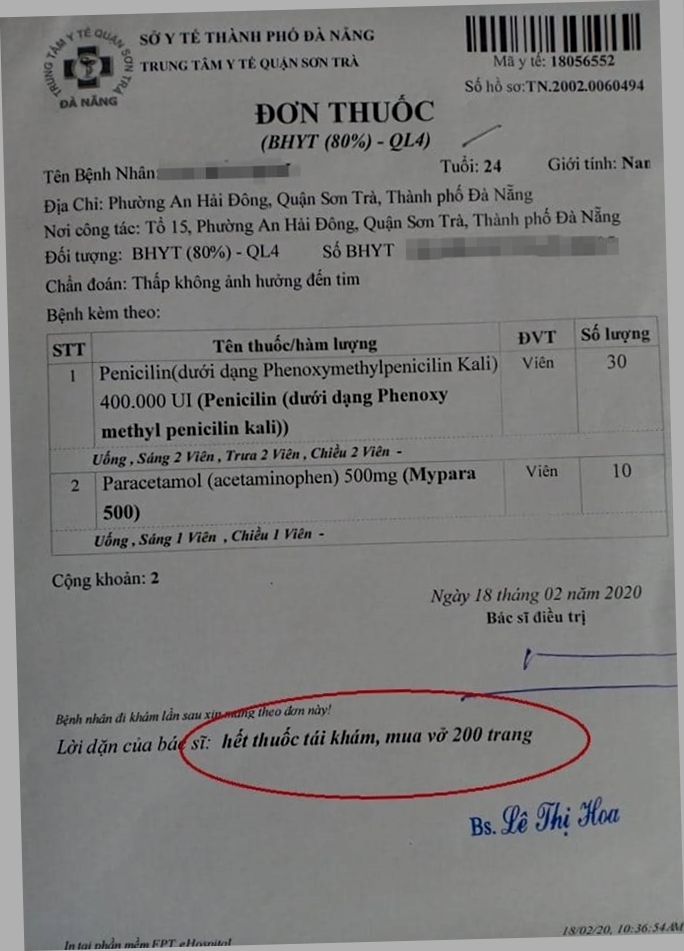 TRUNG TÂM Y TẾ QUẬN SƠN TRÀ
ĐÀ NẴNG
SỞ Y TẾ THÀNH PHỐ ĐÀ NẴNG
TRUNG TÂM Y TẾ QUẬN SƠN TRÀ
Mã y tế: 18056552
Số hồ sơ:TN.2002.0060494
ĐƠN THUỐC
(BHYT (80%) - QL4)
Tên Bệnh Nhân: Tuổi: 24 Giới tính: Nam
Địa Chỉ: Phường An Hải Đông, Quận Sơn Trà, Thành phố Đà Nẵng
Nơi công tác: Tổ 15, Phường An Hải Đông, Quận Sơn Trà, Thành phố Đà Nẵng
Đối tượng: BHYT (80%) - QL4 Số BHYT
Chẩn đoán: Thấp không ảnh hưởng đến tim
Bệnh kèm theo:
STT Tên thuốc/hàm lượng ĐVT Số lượng
1 Penicilin(dưới dạng Phenoxymethylpenicilin Kali) Viên 30
400.000 UI (Penicilin (dưới dạng Phenoxy
methyl penicilin kali))
Uống , Sáng 2 Viên , Trưa 2 Viên , Chiều 2 Viên -
2 Paracetamol (acetaminophen) 500mg (Mypara Viên 10
500)
Uống , Sáng 1 Viên , Chiều 1 Viên -
Cộng khoản: 2
Ngày 18 tháng 02 năm 2020
Bác sĩ điều trị
Bệnh nhân đi khám lần sau xin mang theo đơn này!
Lời dặn của bác sĩ: hết thuốc tái khám, mua vở 200 trang
Bs. Lê Thị Hoa
In tại phần mềm FPT. eHospital
18/02/20, 10:36:54AM